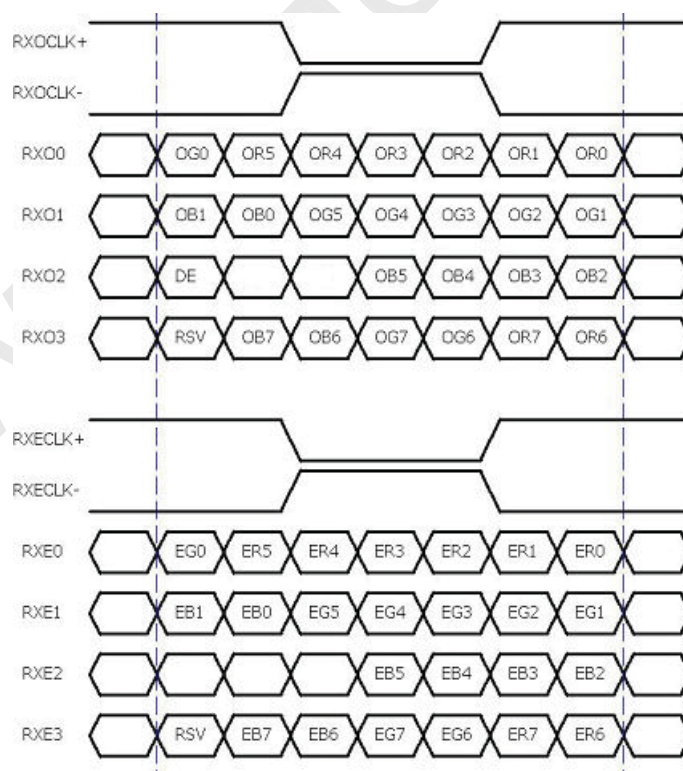 RXOCLK+
RXOCLK-
RXO0 OG0 OR5 OR4 OR3 OR2 OR1 OR0
RXO1 OB1 OB0 OG5 OG4 OG3 OG2 OG1
RXO2 DE OB5 OB4 OB3 OB2
RXO3 RSV OB7 OB6 OG7 OG6 OR7 OR6
RXECLK+
RXECLK-
RXE0 EG0 ER5 ER4 ER3 ER2 ER1 ER0
RXE1 EB1 EB0 EG5 EG4 EG3 EG2 EG1
RXE2 EB5 EB4 EB3 EB2
RXE3 RSV EB7 EB6 EG7 EG6 ER7 ER6